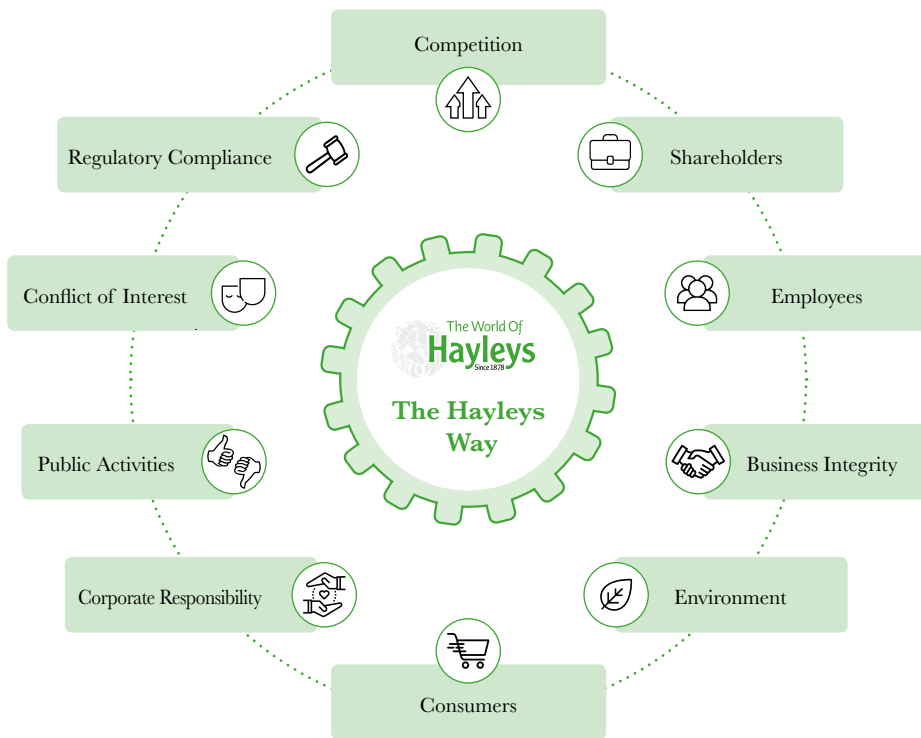 Competition
Regulatory Compliance
Shareholders
Conflict of Interest
Employees
The World Of
Hayleys
Since 1878
The Hayleys
Way
Public Activities
Business Integrity
Corporate Responsibility
Environment
Consumers